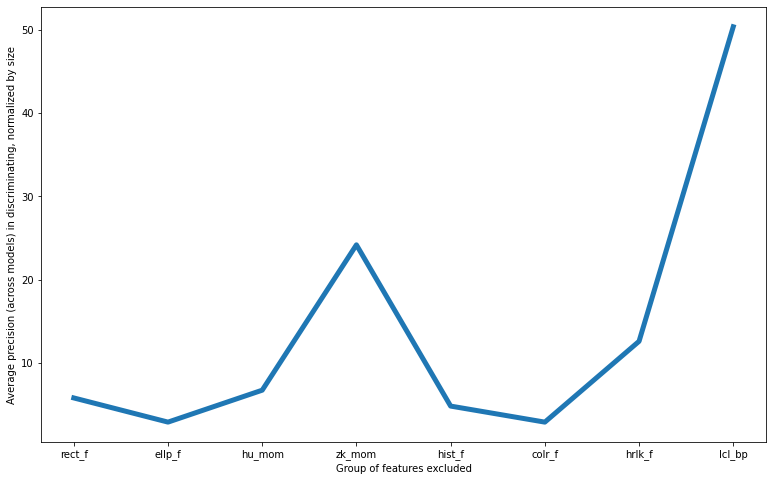 Average precision (across models) in discriminating, normalized by size
50
40
30
20
10
rect_f ellp_f hu_mom zk_mom hist_f colr_f hrlk_f lcl_bp
Group of features excluded